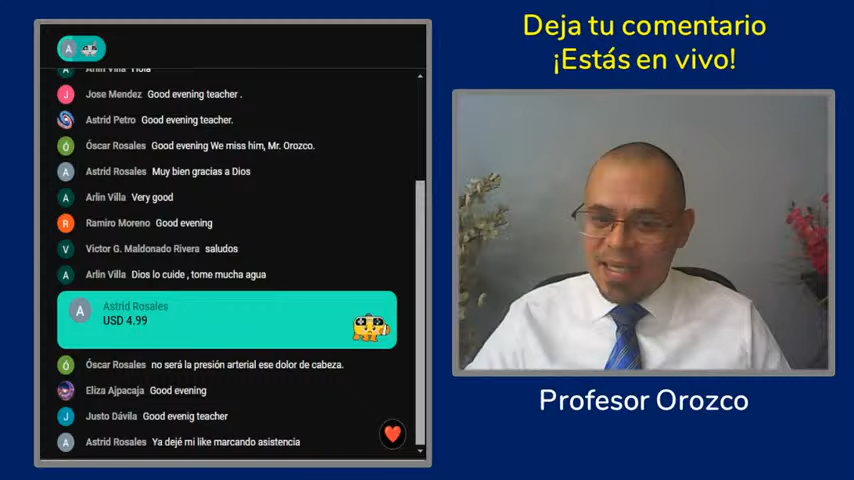 Deja tu comentario
¡Estás en vivo!
A
A Arlin Villa Hola
J Jose Mendez Good evening teacher .
Astrid Petro Good evening teacher.
Ó Óscar Rosales Good evening We miss him, Mr. Orozco.
A Astrid Rosales Muy bien gracias a Dios
A Arlin Villa Very good
R Ramiro Moreno Good evening
V Victor G. Maldonado Rivera saludos
A Arlin Villa Dios lo cuide , tome mucha agua
A Astrid Rosales
USD 4.99
Ó Óscar Rosales no será la presión arterial ese dolor de cabeza.
Eliza Ajpacaja Good evening
J Justo Dávila Good evenig teacher
A Astrid Rosales Ya dejé mi like marcando asistencia
Profesor Orozco